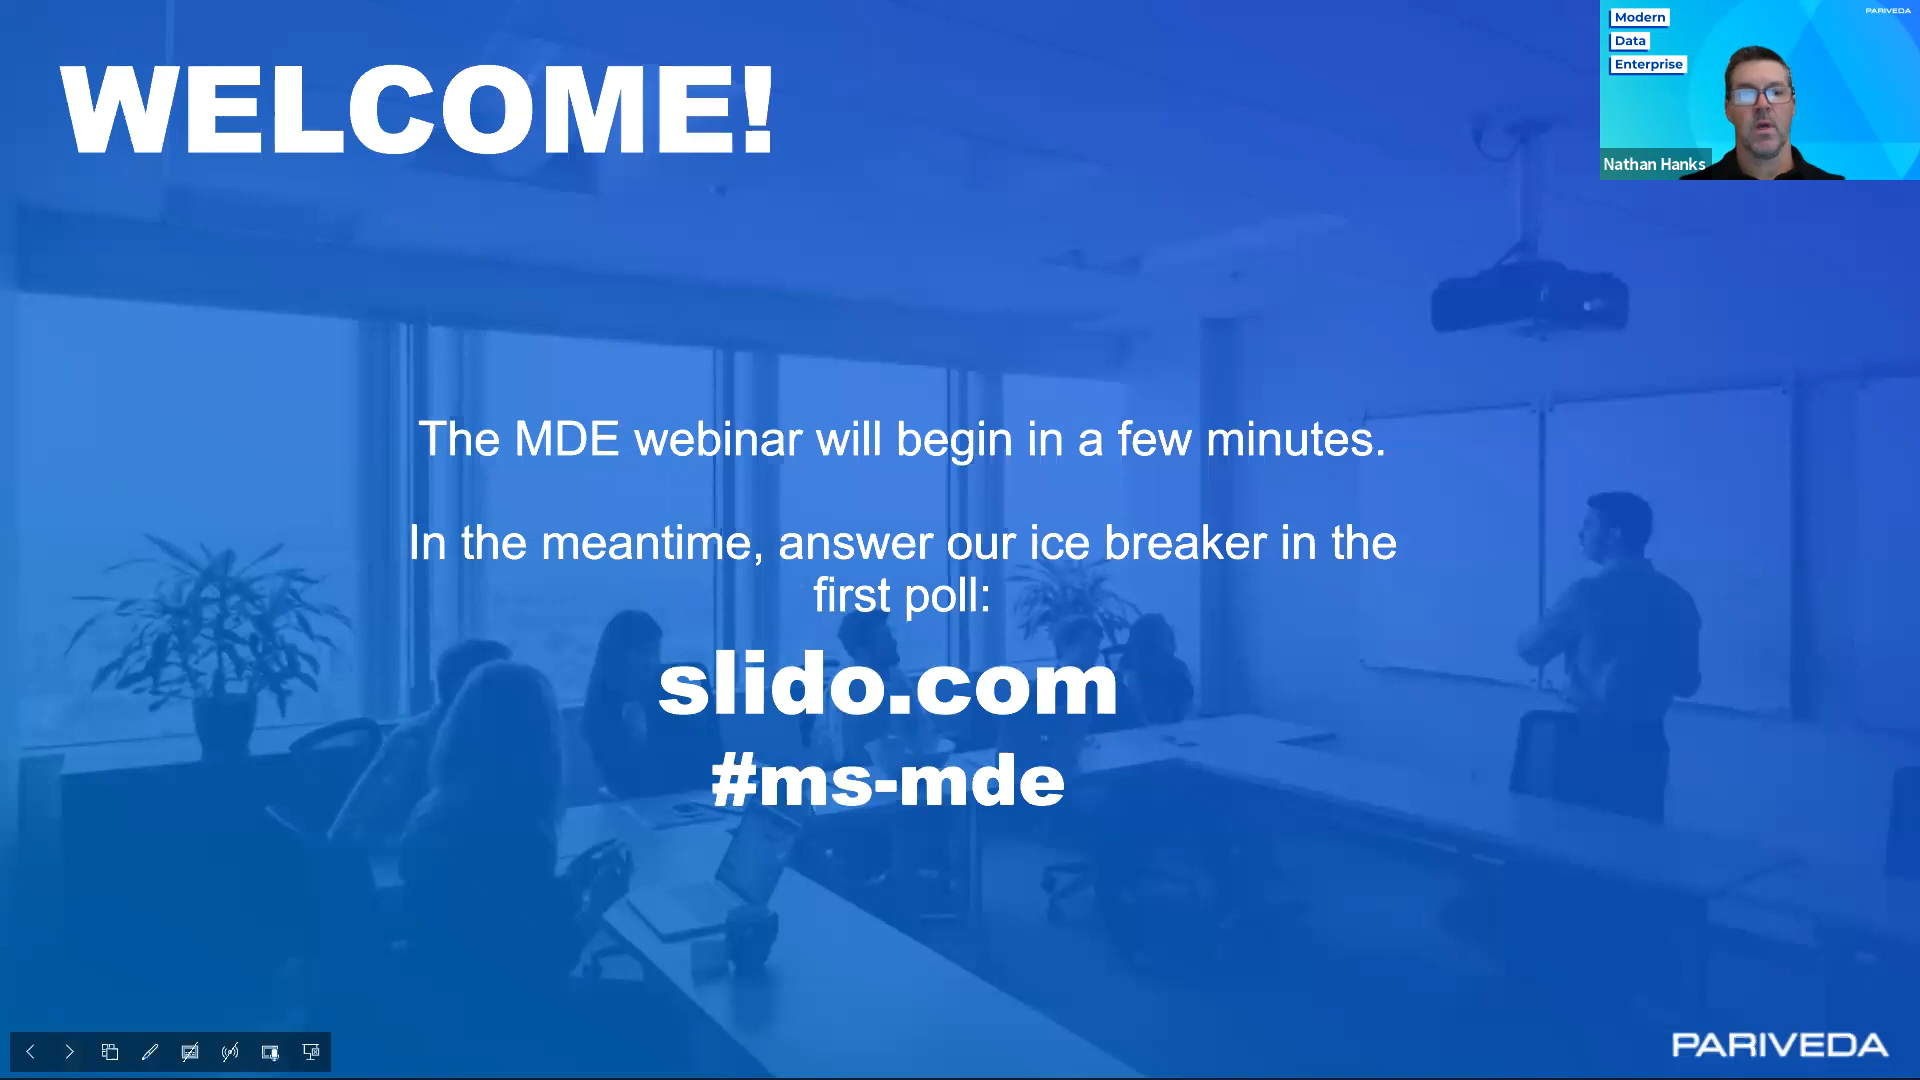 WELCOME!
Modern
Data
Enterprise
PARIVEDA
Nathan Hanks
The MDE webinar will begin in a few minutes.
In the meantime, answer our ice breaker in the
first poll:
slido.com
#ms-mde
PARIVEDA